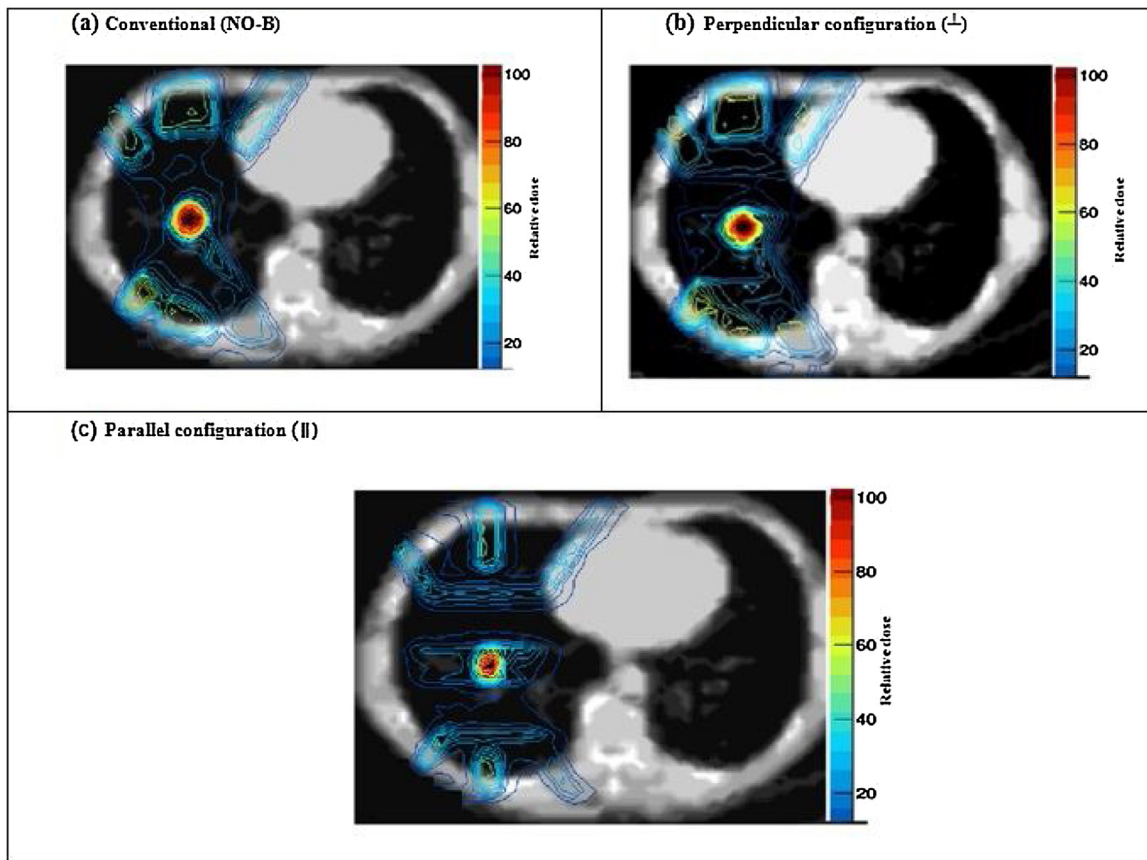 (a) Conventional (NO-B)
100
80
60
40
20
Relative dose
(b) Perpendicular configuration (⊥)
100
80
60
40
20
Relative dose
(C) Parallel configuration (||)
100
80
60
40
20
Relative dose